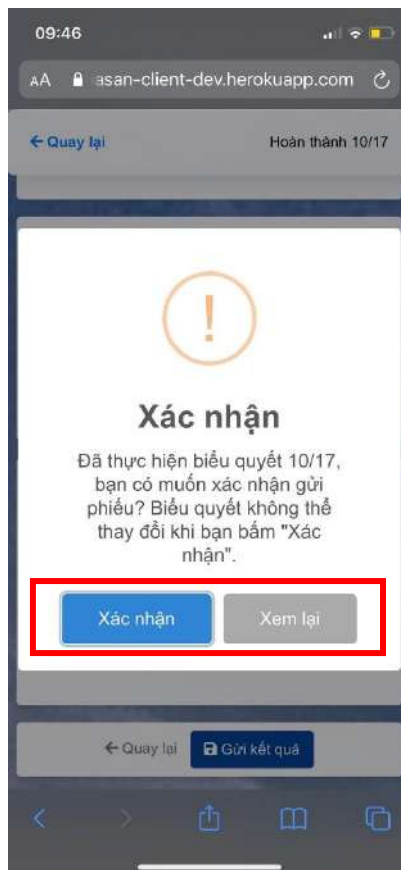 09:46
AA asan-client-dev.herokuapp.com
← Quay lại Hoàn thành 10/17
!
Xác nhận
Đã thực hiện biểu quyết 10/17,
bạn có muốn xác nhận gửi
phiếu? Biểu quyết không thể
thay đổi khi bạn bấm "Xác
nhận".
Xác nhận Xem lại
← Quay lại Gửi kết quả